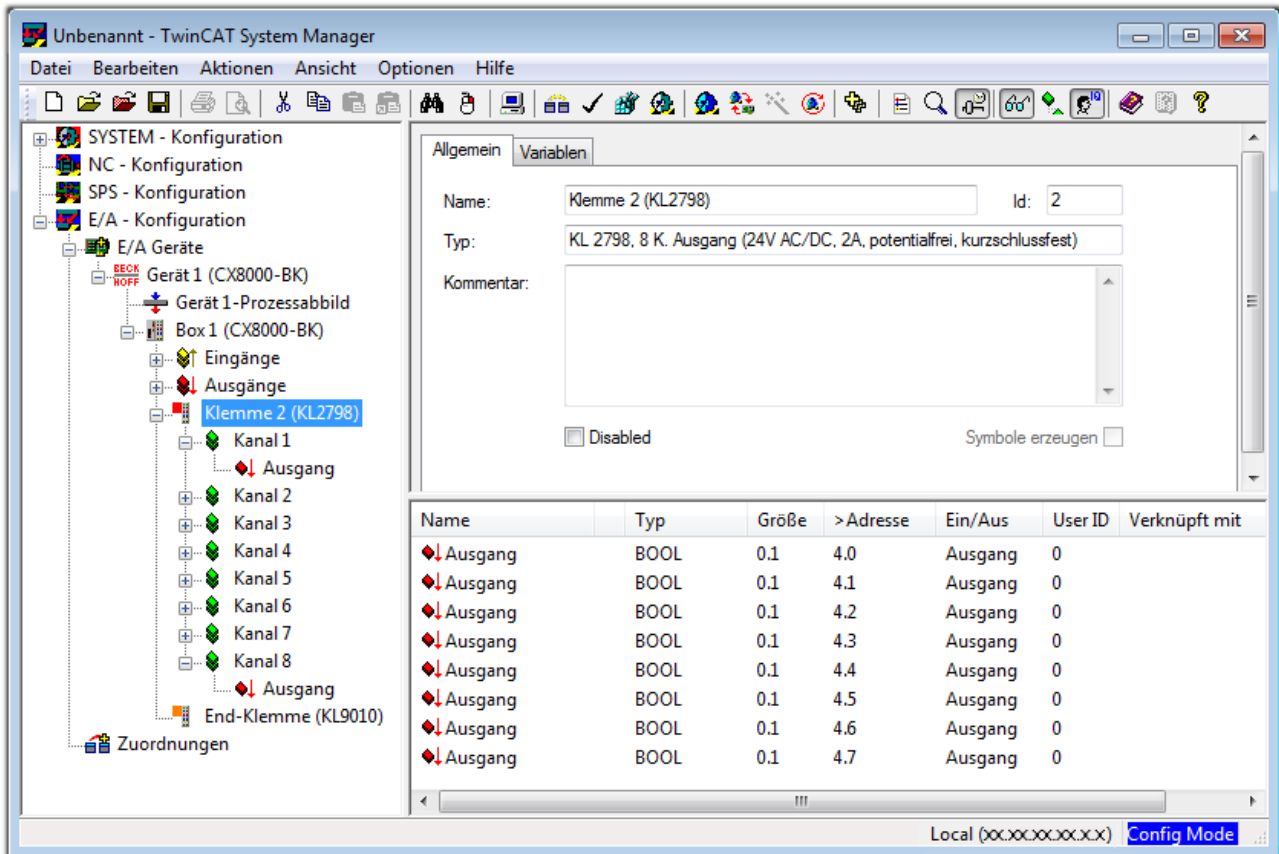 Unbenannt - TwinCAT System Manager
Datei Bearbeiten Aktionen Ansicht Optionen Hilfe
SYSTEM - Konfiguration
NC - Konfiguration
SPS - Konfiguration
E/A - Konfiguration
E/A Geräte
BECK
HOFF
Gerät 1 (CX8000-BK)
Gerät 1-Prozessabbild
Box 1 (CX8000-BK)
Eingänge
Ausgänge
Klemme 2 (KL2798)
Kanal 1
Ausgang
Kanal 2
Kanal 3
Kanal 4
Kanal 5
Kanal 6
Kanal 7
Kanal 8
Ausgang
End-Klemme (KL9010)
Zuordnungen
Allgemein Variablen
Name: Klemme 2 (KL2798) Id: 2
Typ: KL 2798, 8 K. Ausgang (24V AC/DC, 2A, potentialfrei, kurzschlussfest)
Kommentar:
Disabled Symbole erzeugen
Name Typ Größe >Adresse Ein/Aus User ID Verknüpft mit
Ausgang BOOL 0.1 4.0 Ausgang 0
Ausgang BOOL 0.1 4.1 Ausgang 0
Ausgang BOOL 0.1 4.2 Ausgang 0
Ausgang BOOL 0.1 4.3 Ausgang 0
Ausgang BOOL 0.1 4.4 Ausgang 0
Ausgang BOOL 0.1 4.5 Ausgang 0
Ausgang BOOL 0.1 4.6 Ausgang 0
Ausgang BOOL 0.1 4.7 Ausgang 0
Local (xx.xx.xx.xx.x.x) Config Mode